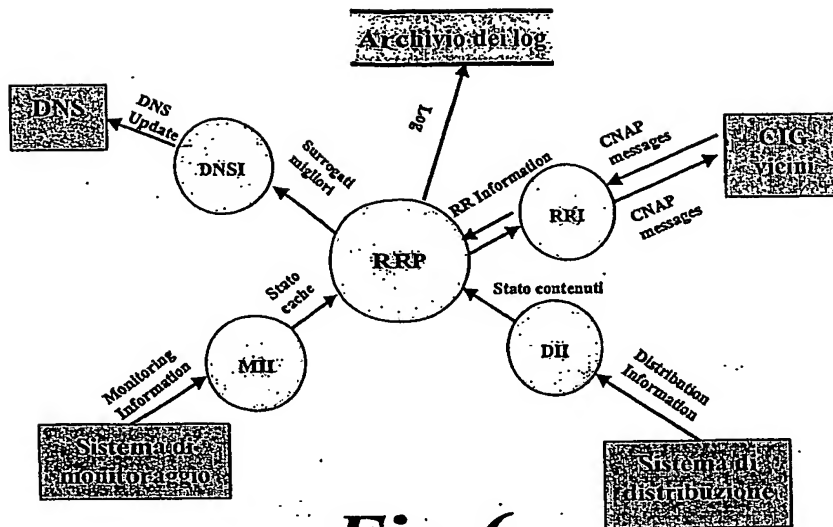 Archivio dei log
DNS
DNS
Update
DNSI
Surrogati
migliori
Log
CNAP
messages
CIG
vicini
RR Information
RRI
CNAP
messages
RRP
Stato
cache
Stato contenuti
MII
DII
Monitoring
Information
Distribution
Information
Sistema di
monitoraggio
Sistema di
distribuzione
Fig. 6